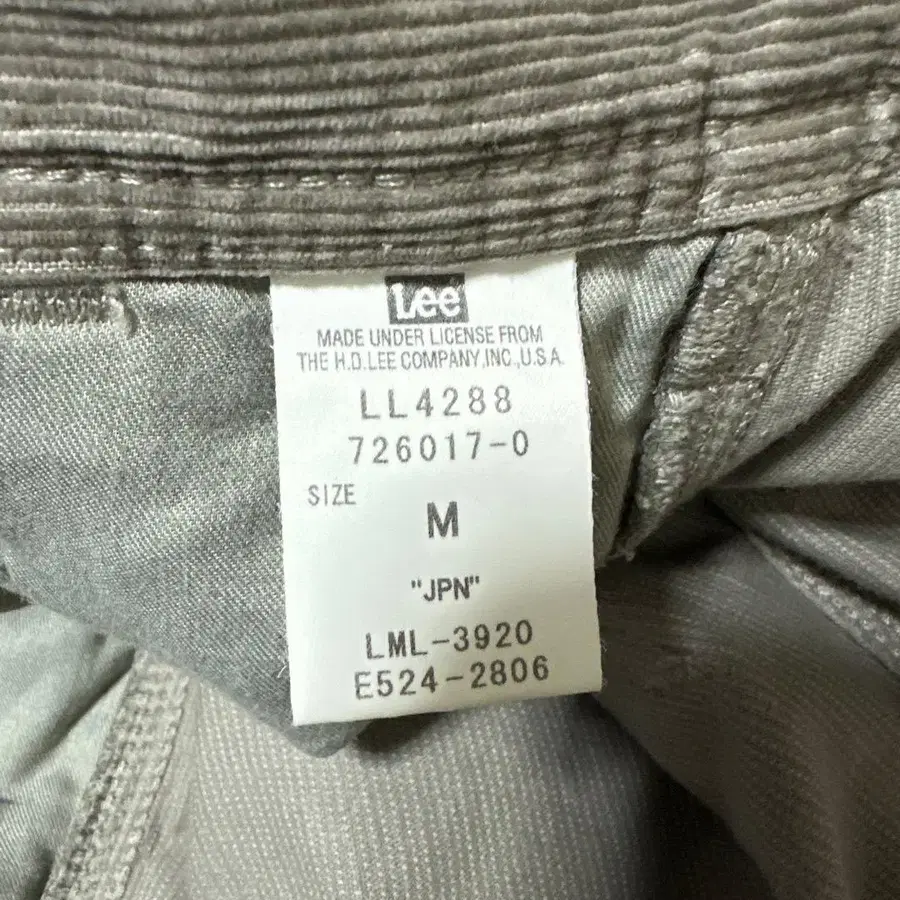 Lee
MADE UNDER LICENSE FROM
THE H.D.LEE COMPANY,INC.,U.S.A.
LL4288
726017-0
SIZE
M
"JPN"
LML-3920
E524-2806